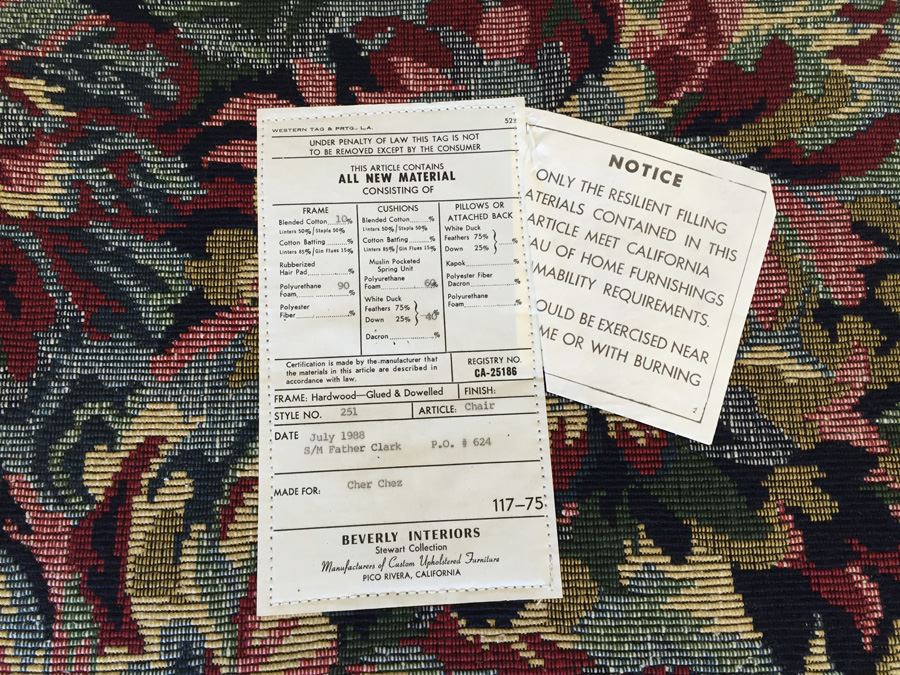 WESTERN TAG & PRTG., L.A. 52
UNDER PENALTY OF LAW THIS TAG IS NOT
TO BE REMOVED EXCEPT BY THE CONSUMER
THIS ARTICLE CONTAINS
ALL NEW MATERIAL
CONSISTING OF
FRAME
Blended Cotton 10%
Linters 50%/Staple 50%
Cotton Batting %
Linters 85%/Gin Flues 15%
Rubberized
Hair Pad %
Polyurethane 90
Foam %
Polyester
Fiber %
CUSHIONS
Blended Cotton %
Linters 50%/Staple 50%
Cotton Batting %
Linters 85%/Gin Flues 15%
Muslin Pocketed
Spring Unit
Polyurethane
Foam 60%
White Duck
Feathers 75%
Down 25% 40%
Dacron %
PILLOWS OR
ATTACHED BACK
White Duck
Feathers 75%
Down 25% %
Kapok %
Polyester Fiber
Dacron %
Polyurethane
Foam %
Certification is made by the manufacturer that
the materials in this article are described in
accordance with law.
REGISTRY NO.
CA-25186
FRAME: Hardwood—Glued & Dowelled FINISH:
STYLE NO. 251 ARTICLE: Chair
DATE July 1988
S/M Father Clark P.O. # 624
MADE FOR: Cher Chez
117-75
BEVERLY INTERIORS
Stewart Collection
Manufacturers of Custom Upholstered Furniture
PICO RIVERA, CALIFORNIA
NOTICE
ONLY THE RESILIENT FILLING
ATERIALS CONTAINED IN THIS
ARTICLE MEET CALIFORNIA
AU OF HOME FURNISHINGS
MABILITY REQUIREMENTS.
OULD BE EXERCISED NEAR
ME OR WITH BURNING
2